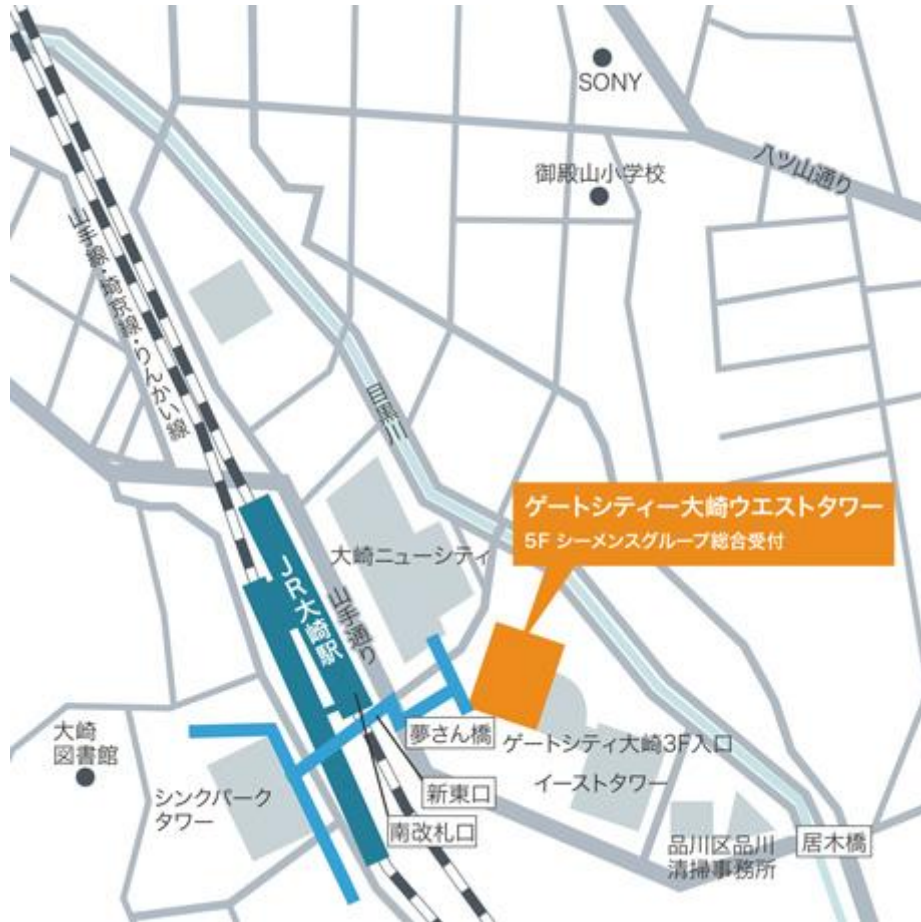 SONY
御殿山小学校
八ツ山通り
山手線・埼京線・りんかい線
目黒川
ゲートシティー大崎ウエストタワー
5F シーメンスグループ総合受付
大崎ニューシティ
JR大崎駅
山手通り
夢さん橋
ゲートシティ大崎3F入口
イーストタワー
大崎
図書館
シンクパーク
タワー
新東口
南改札口
品川区品川
清掃事務所
居木橋